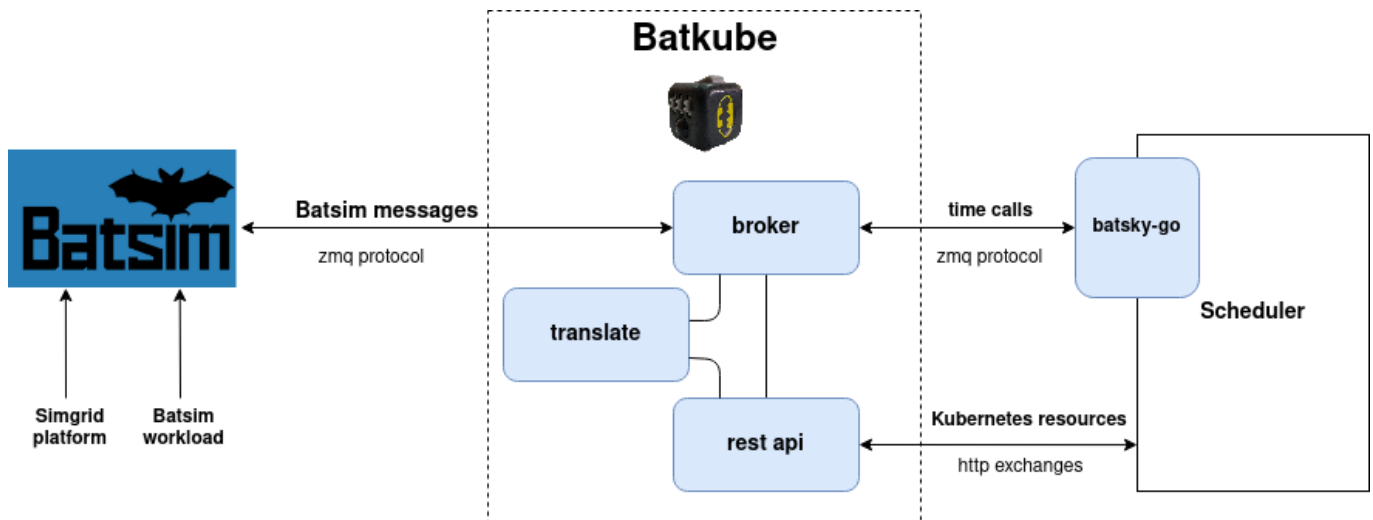 Batkube
Batsim
Batsim messages
zmq protocol
broker
time calls
zmq protocol
batsky-go
Scheduler
translate
Simgrid
platform
Batsim
workload
rest api
Kubernetes resources
http exchanges